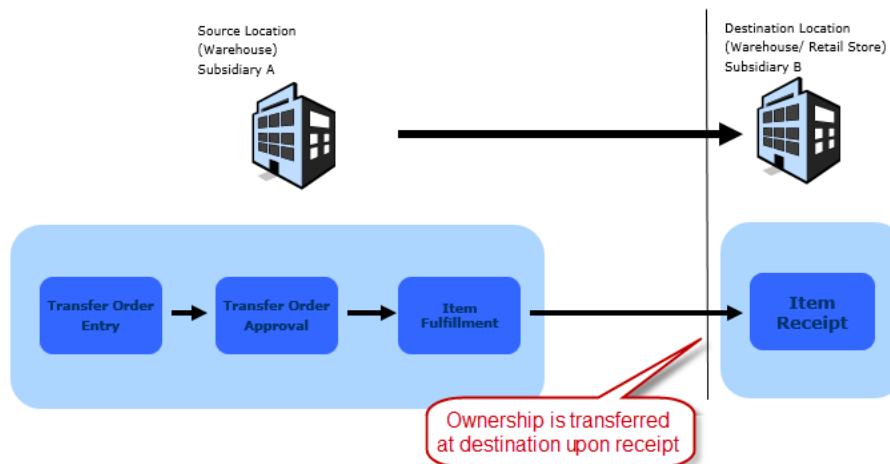 Source Location
(Warehouse)
Subsidiary A
Destination Location
(Warehouse/ Retail Store)
Subsidiary B
Transfer Order
Entry
Transfer Order
Approval
Item
Fulfillment
Item
Receipt
Ownership is transferred
at destination upon receipt